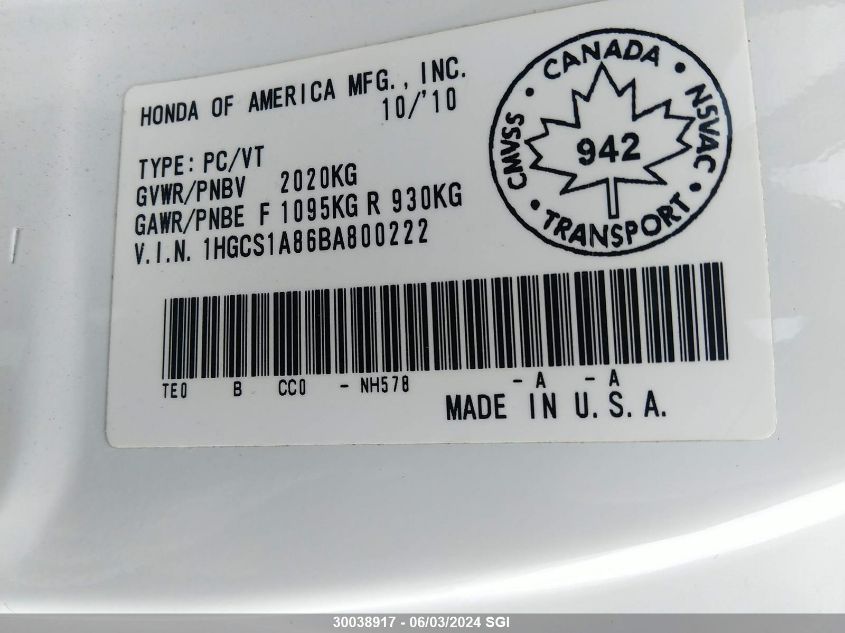 HONDA OF AMERICA MFG., INC.
10/'10
TYPE: PC/VT
GVWR/PNBV 2020KG
GAWR/PNBE F 1095KG R 930KG
V.I.N. 1HGCS1A86BA800222
• CANADA •
CMVSS
NSVAC
942
• TRANSPORT •
TE0 B CC0 - NH578 - A - A
MADE IN U.S.A.
30038917 - 06/03/2024 SGI